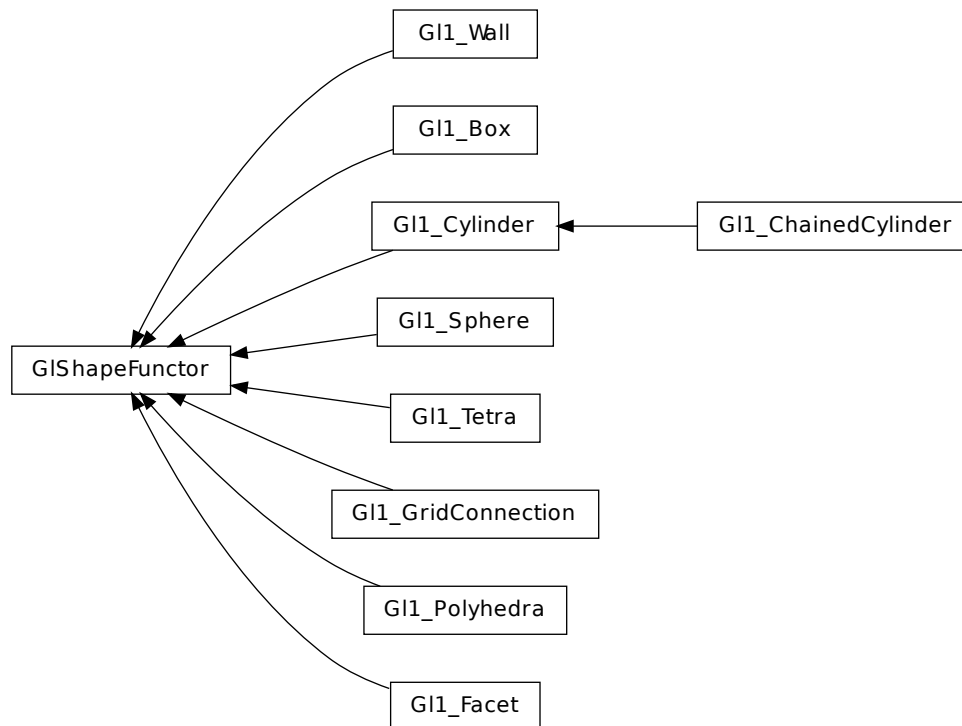 Gl1_Wall
Gl1_Box
Gl1_Cylinder
Gl1_ChainedCylinder
Gl1_Sphere
GlShapeFunctor
Gl1_Tetra
Gl1_GridConnection
Gl1_Polyhedra
Gl1_Facet